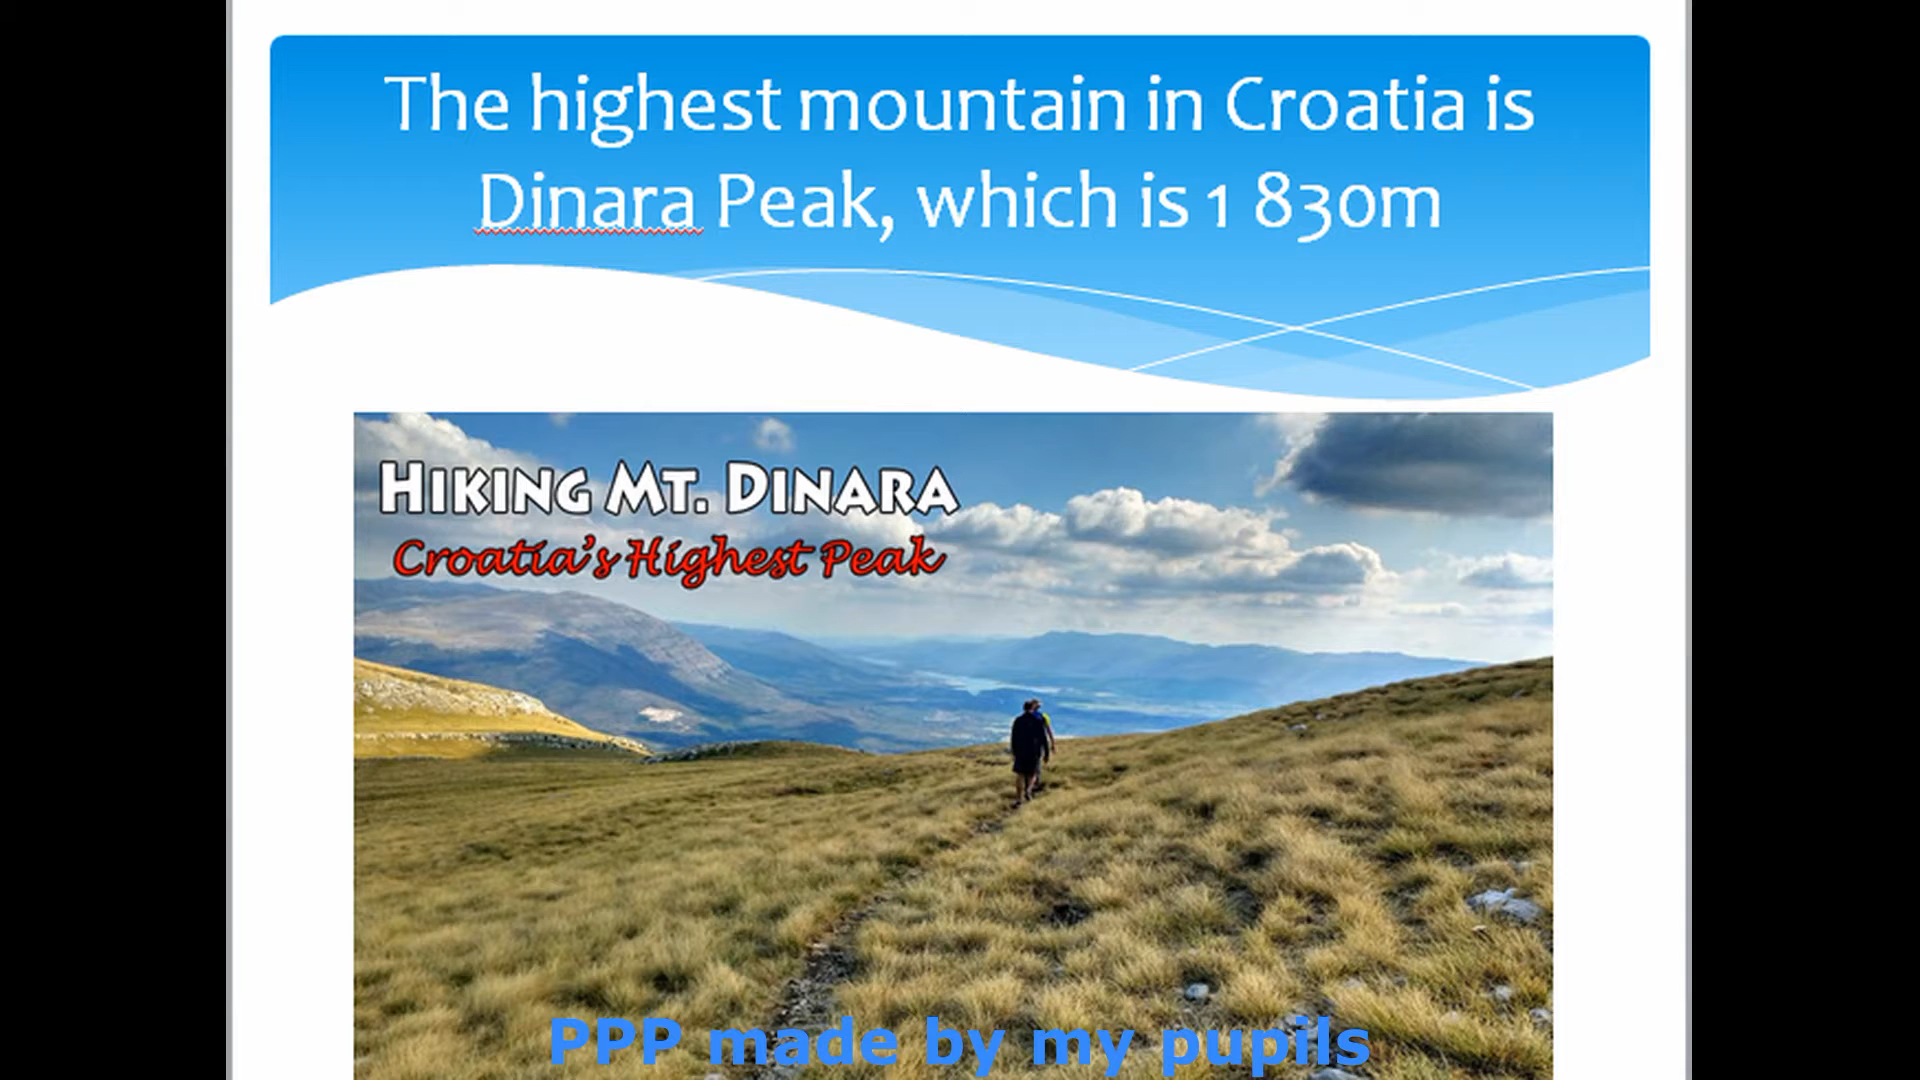 The highest mountain in Croatia is
Dinara Peak, which is 1 830m
HIKING MT. DINARA
Croatia's Highest Peak
PPP made by my pupils